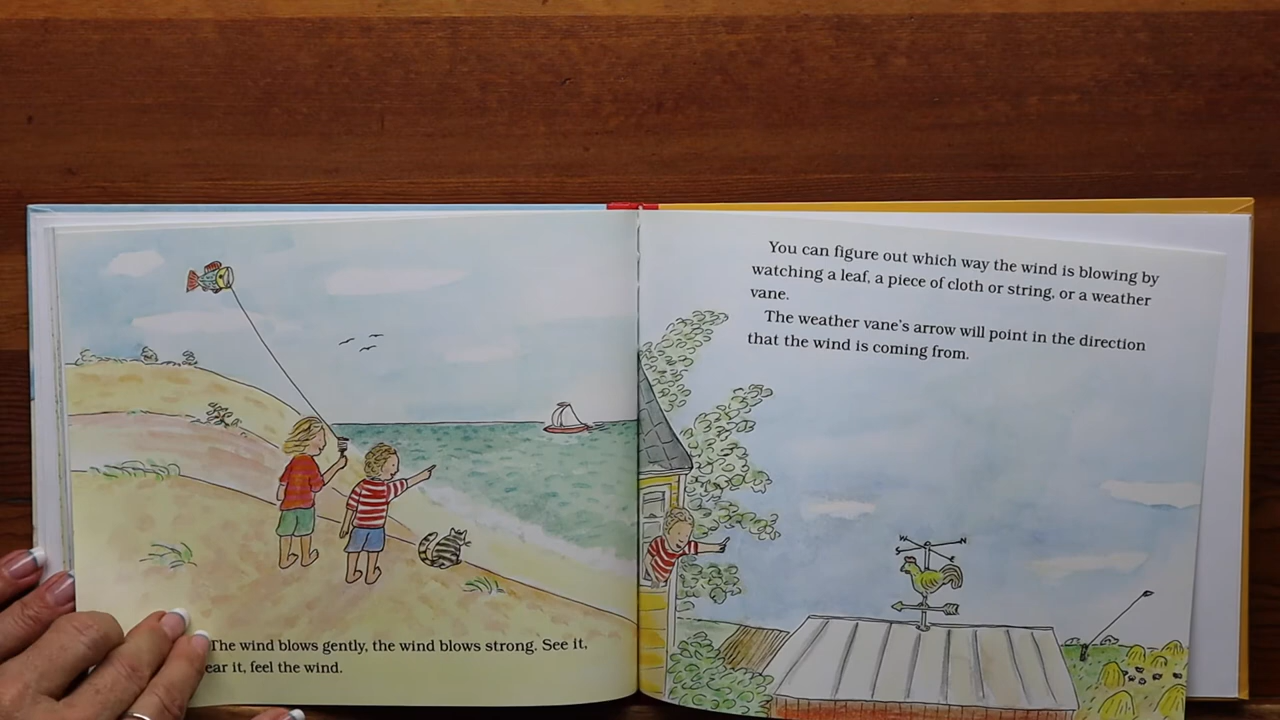 The wind blows gently, the wind blows strong. See it,
ear it, feel the wind.
You can figure out which way the wind is blowing by
watching a leaf, a piece of cloth or string, or a weather
vane.
The weather vane's arrow will point in the direction
that the wind is coming from.
W N
S E